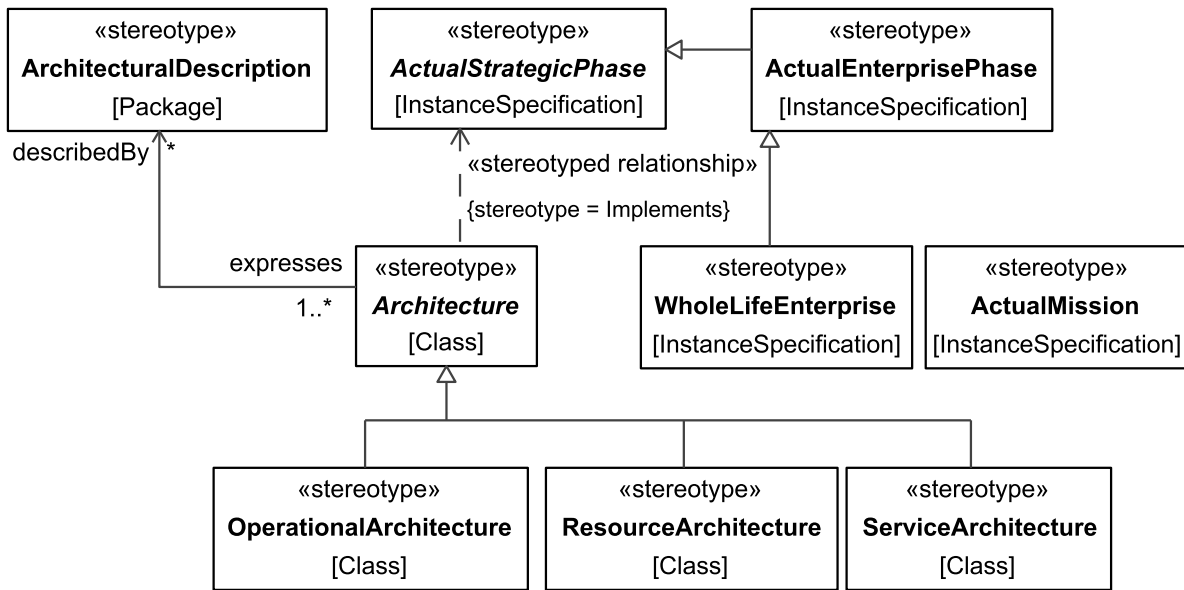 «stereotype»
ArchitecturalDescription
[Package]
«stereotype»
ActualStrategicPhase
[InstanceSpecification]
«stereotype»
ActualEnterprisePhase
[InstanceSpecification]
describedBy
*
«stereotyped relationship»
{stereotype = Implements}
expresses
1..*
«stereotype»
Architecture
[Class]
«stereotype»
WholeLifeEnterprise
[InstanceSpecification]
«stereotype»
ActualMission
[InstanceSpecification]
«stereotype»
OperationalArchitecture
[Class]
«stereotype»
ResourceArchitecture
[Class]
«stereotype»
ServiceArchitecture
[Class]